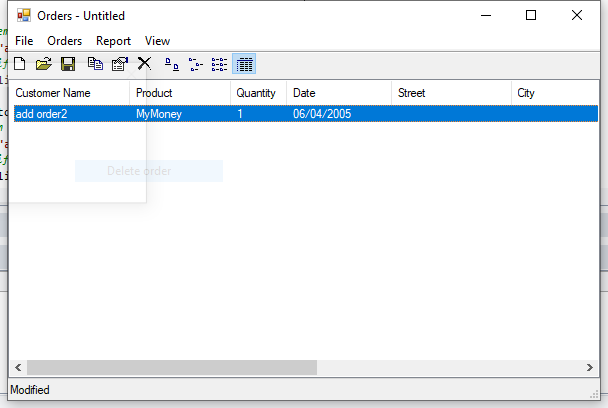 Orders - Untitled
File Orders Report View
Customer Name Product Quantity Date Street City
add order2 MyMoney 1 06/04/2005
Delete order
Modified